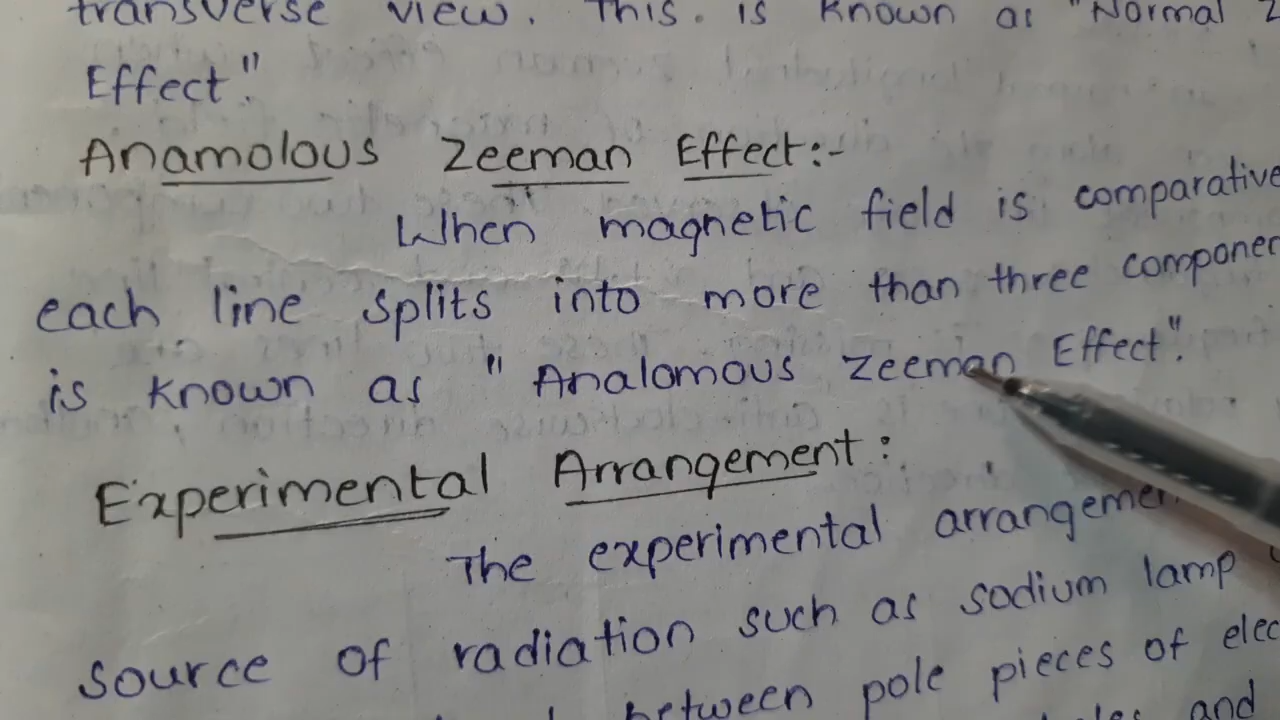 transverse view. This. is known as "Normal
Effect".
Anamolous Zeeman Effect:-
When magnetic field is comparative
each line splits into more than three componen
is known as "Analomous Zeeman Effect".
Experimental Arrangement:
The experimental arrangemen
source of radiation such as sodium lamp
between pole pieces of elec
and